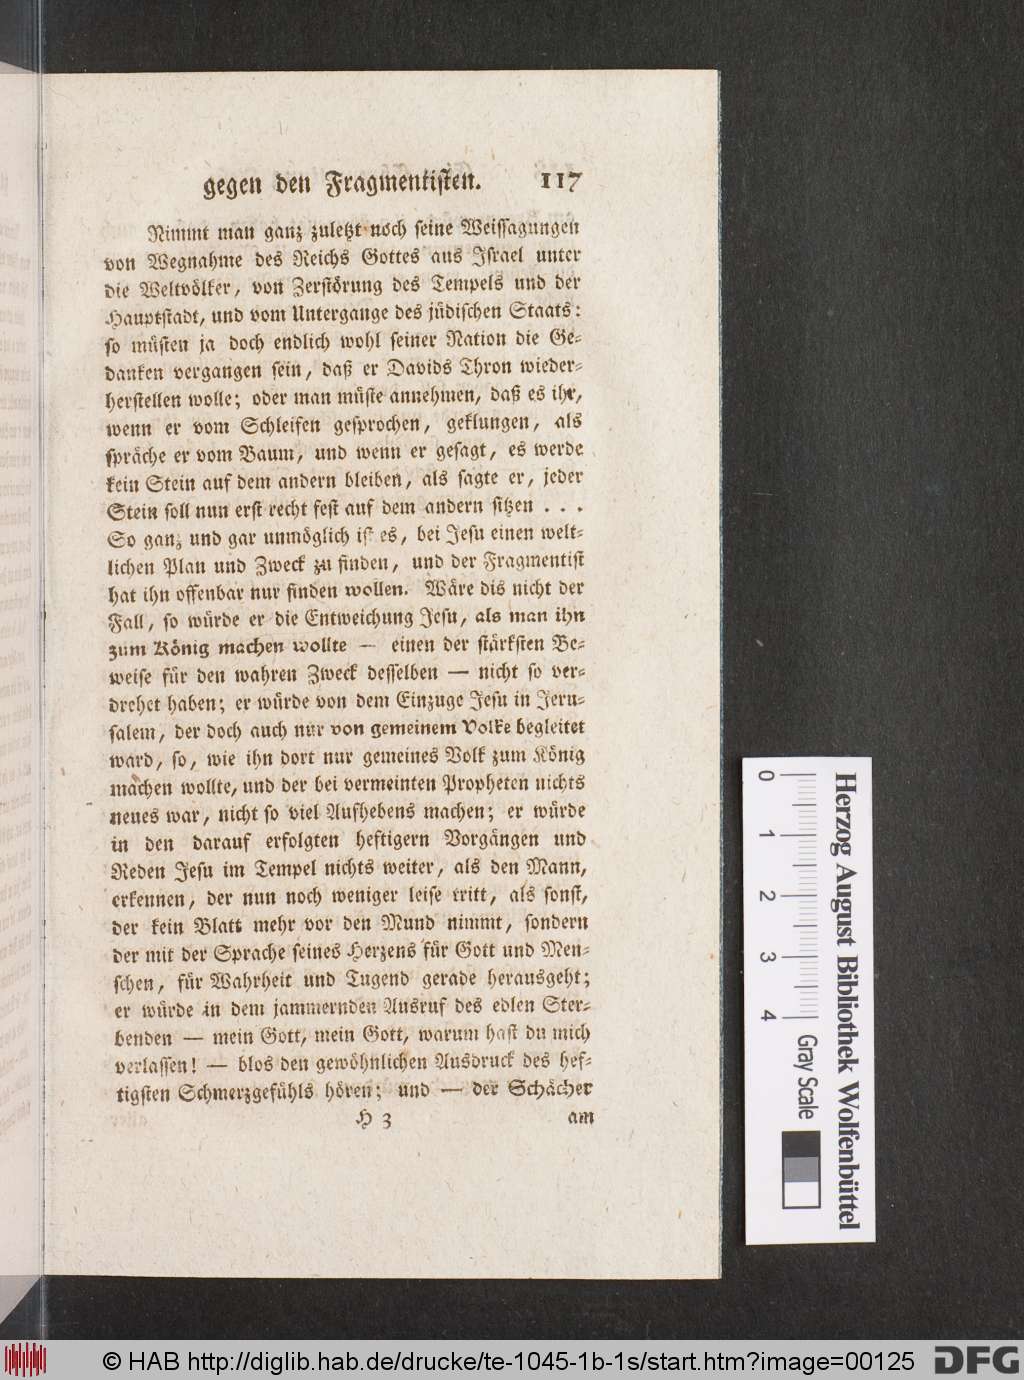 gegen den Fragmentisten. 117
Nimmt man ganz zuletzt noch seine Weissagungen
von Wegnahme des Reichs Gottes aus Israel unter
die Weltvölker, von Zerstörung des Tempels und der
Hauptstadt, und vom Untergange des jüdischen Staats:
so müsten ja doch endlich wohl seiner Nation die Ge-
danken vergangen sein, daß er Davids Thron wieder-
herstellen wolle; oder man müste annehmen, daß es ihr,
wenn er vom Schleifen gesprochen, geklungen, als
spräche er vom Baum, und wenn er gesagt, es werde
kein Stein auf dem andern bleiben, als sagte er, jeder
Stein soll nun erst recht fest auf dem andern sitzen . . .
So ganz und gar unmöglich ist es, bei Jesu einen welt-
lichen Plan und Zweck zu finden, und der Fragmentist
hat ihn offenbar nur finden wollen. Wäre dis nicht der
Fall, so würde er die Entweichung Jesu, als man ihn
zum König machen wollte — einen der stärksten Be-
weise für den wahren Zweck desselben — nicht so ver-
drehet haben; er würde von dem Einzuge Jesu in Jeru-
salem, der doch auch nur von gemeinem Volke begleitet
ward, so, wie ihn dort nur gemeines Volk zum König
machen wollte, und der bei vermeinten Propheten nichts
neues war, nicht so viel Aufhebens machen; er würde
in den darauf erfolgten heftigern Vorgängen und
Reden Jesu im Tempel nichts weiter, als den Mann,
erkennen, der nun noch weniger leise tritt, als sonst,
der kein Blatt mehr vor den Mund nimmt, sondern
der mit der Sprache seines Herzens für Gott und Men-
schen, für Wahrheit und Tugend gerade herausgeht;
er würde in dem jammernden Ausruf des edlen Ster-
benden — mein Gott, mein Gott, warum hast du mich
verlassen! — blos den gewöhnlichen Ausdruck des hef-
tigsten Schmerzgefühls hören; und — der Schächer
H 3 am
0 1 2 3 4 Gray Scale
Herzog August Bibliothek Wolfenbüttel
© HAB http://diglib.hab.de/drucke/te-1045-1b-1s/start.htm?image=00125 DFG